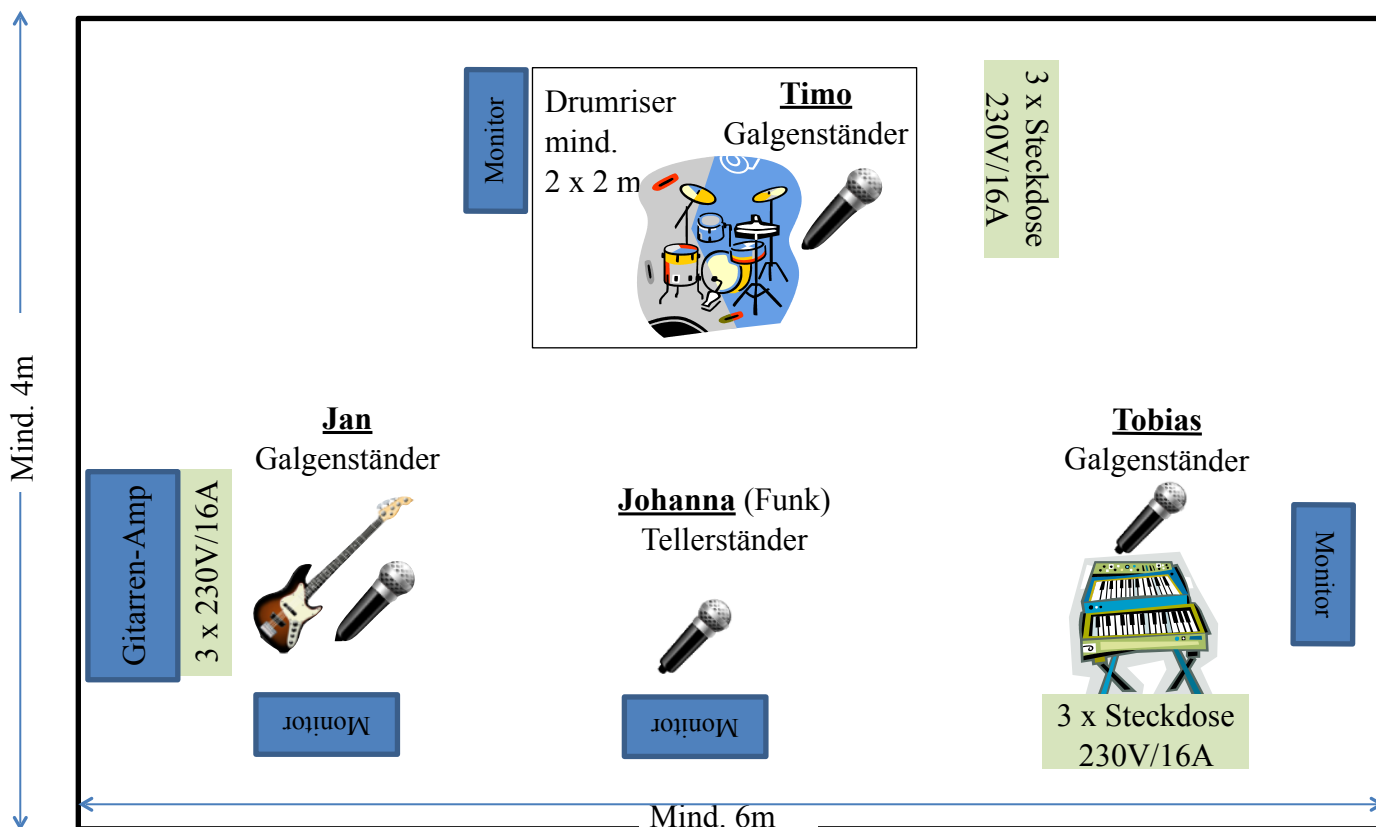 Monitor
Drumriser
mind.
2 x 2 m
Timo
Galgenständer
3 x Steckdose
230V/16A
Mind. 4m
Jan
Galgenständer
Tobias
Galgenständer
Johanna (Funk)
Tellerständer
Gitarren-Amp
3 x 230V/16A
Monitor
Monitor
Monitor
3 x Steckdose
230V/16A
Mind. 6m